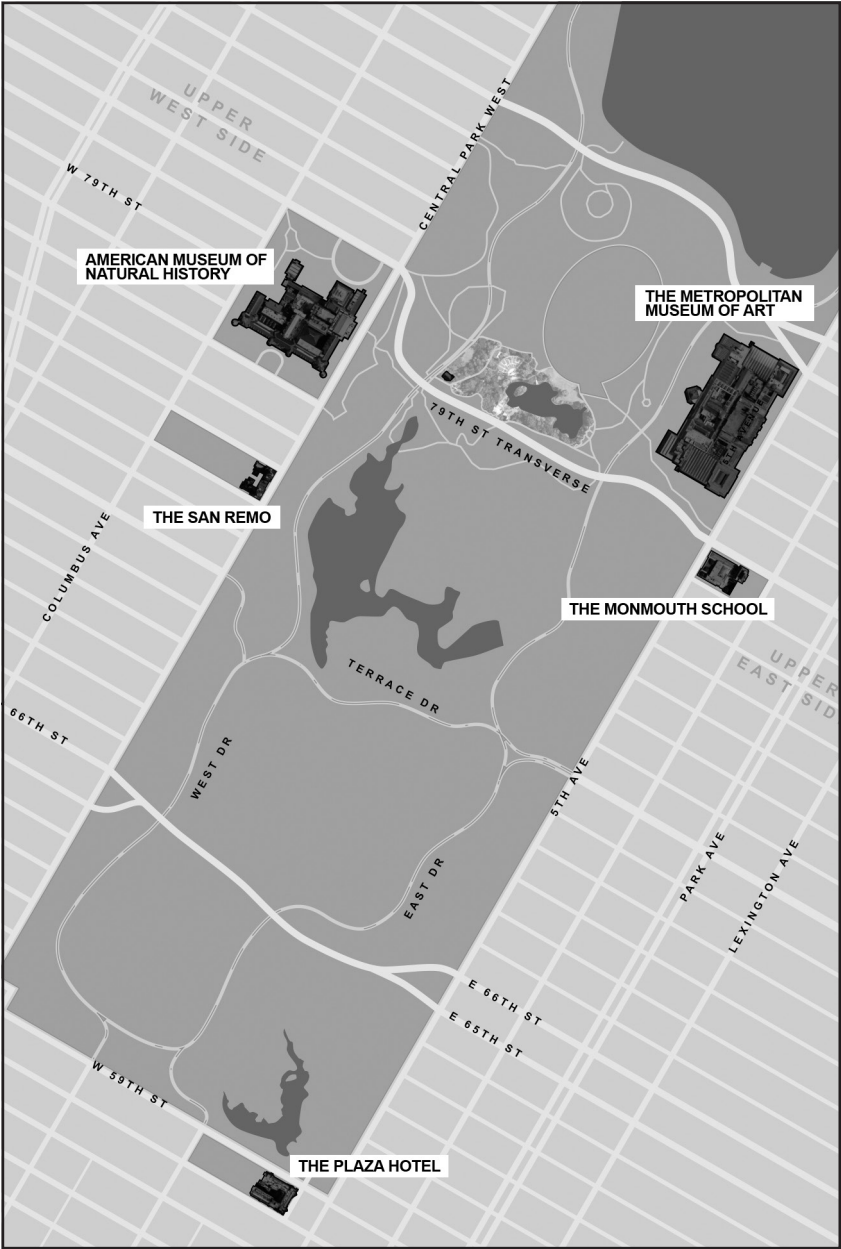 UPPER
WEST SIDE
W 79TH ST
CENTRAL PARK WEST
AMERICAN MUSEUM OF
NATURAL HISTORY
THE METROPOLITAN
MUSEUM OF ART
79TH ST TRANSVERSE
THE SAN REMO
COLUMBUS AVE
THE MONMOUTH SCHOOL
UPPER
EAST SID
TERRACE DR
66TH ST
WEST DR
5TH AVE
EAST DR
PARK AVE
LEXINGTON AVE
E 66TH ST
E 65TH ST
W 59TH ST
THE PLAZA HOTEL